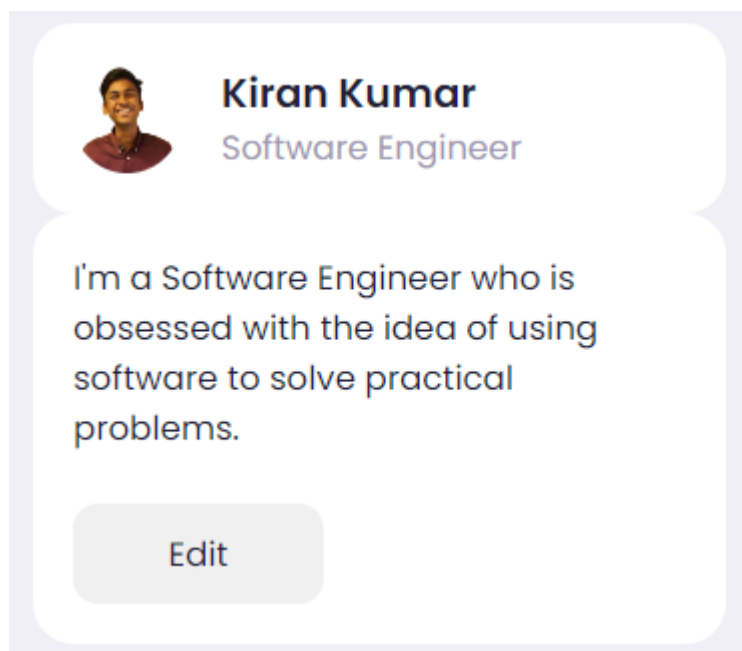 Kiran Kumar
Software Engineer
I'm a Software Engineer who is
obsessed with the idea of using
software to solve practical
problems.
Edit